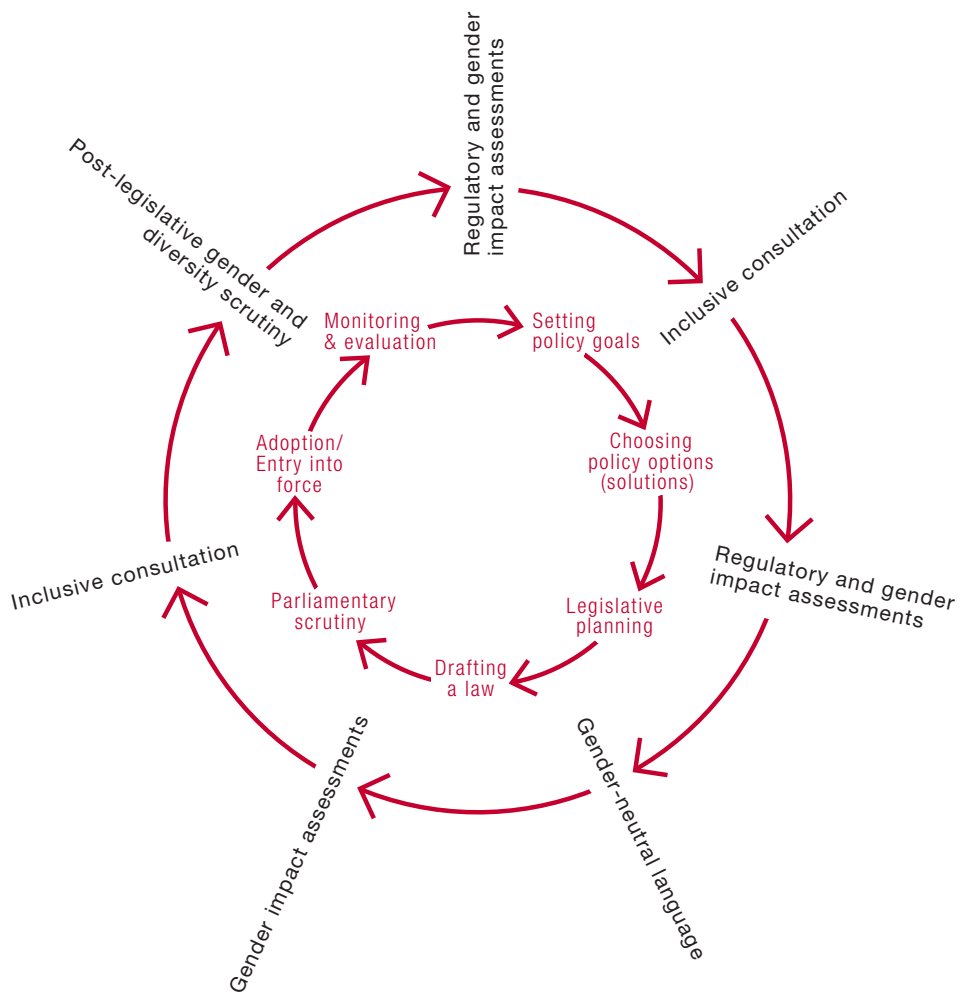 Regulatory and gender
impact assessments
Inclusive consultation
Regulatory and gender
impact assessments
Gender-neutral language
Gender impact assessments
Inclusive consultation
Post-legislative gender and
diversity scrutiny
Setting
policy goals
Choosing
policy options
(solutions)
Legislative
planning
Drafting
a law
Parliamentary
scrutiny
Adoption/
Entry into
force
Monitoring
& evaluation